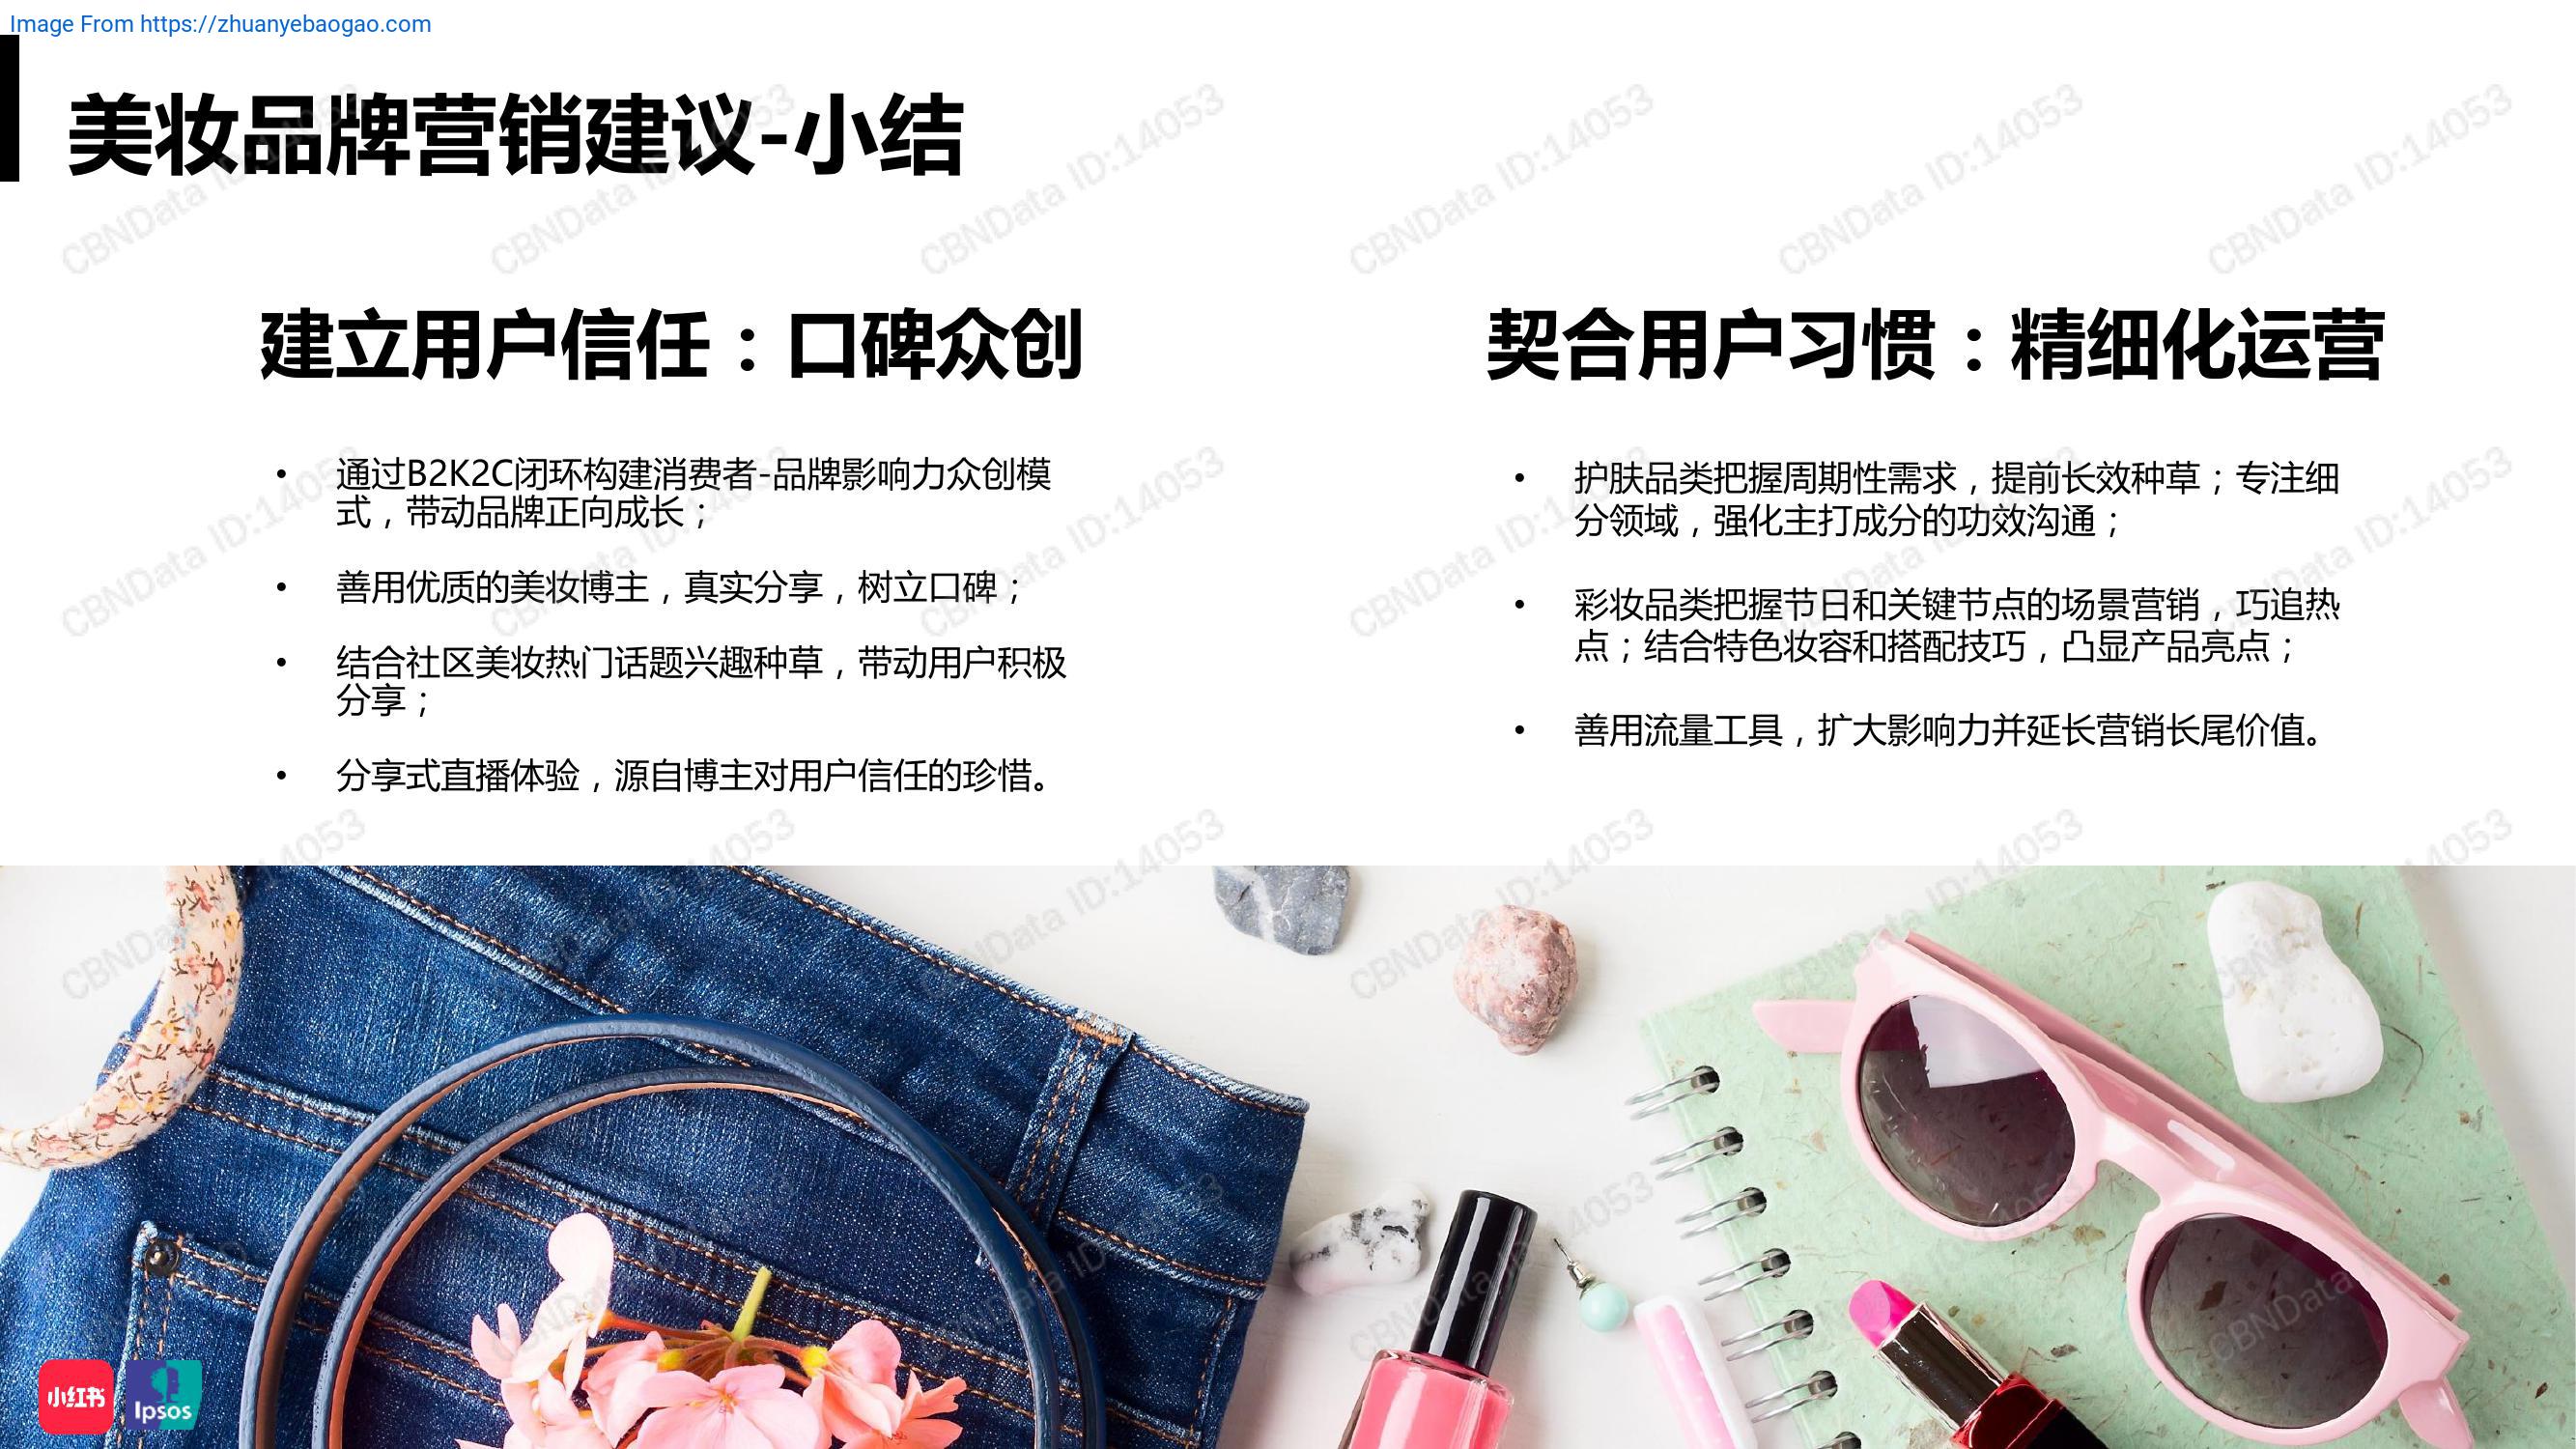 Image From https://zhuanyebaogao.com
美妆品牌营销建议-小结
建立用户信任：口碑众创
• 通过B2K2C闭环构建消费者-品牌影响力众创模
式，带动品牌正向成长；
• 善用优质的美妆博主，真实分享，树立口碑；
• 结合社区美妆热门话题兴趣种草，带动用户积极
分享；
• 分享式直播体验，源自博主对用户信任的珍惜。
契合用户习惯：精细化运营
• 护肤品类把握周期性需求，提前长效种草；专注细
分领域，强化主打成分的功效沟通；
• 彩妆品类把握节日和关键节点的场景营销，巧追热
点；结合特色妆容和搭配技巧，凸显产品亮点；
• 善用流量工具，扩大影响力并延长营销长尾价值。
小红书
Ipsos
CBNData ID:14053